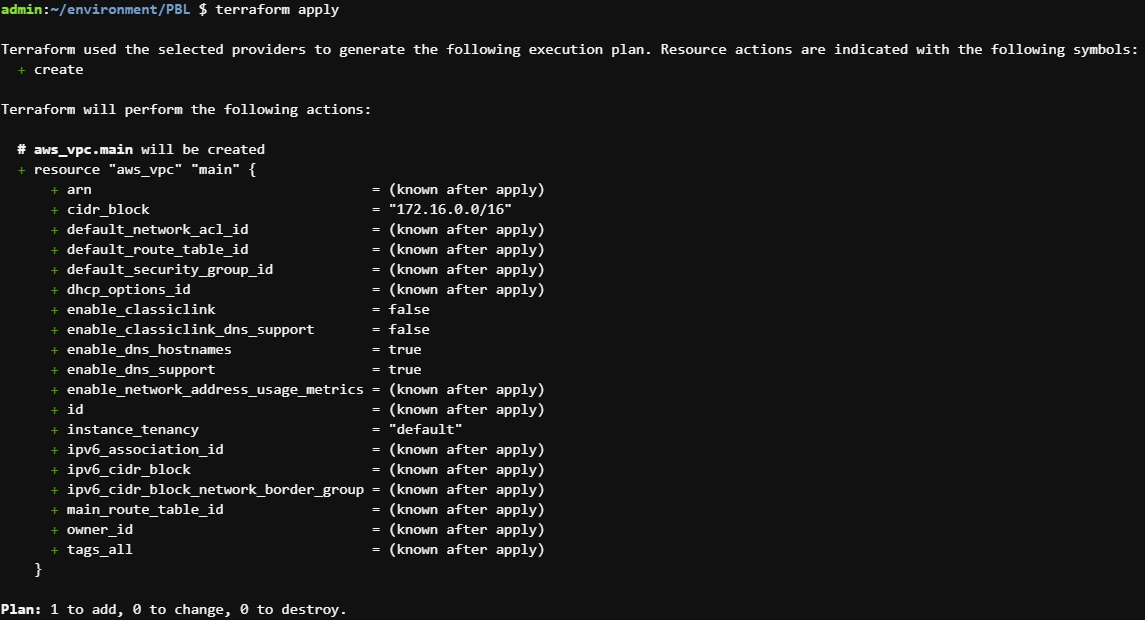 admin:~/environment/PBL $ terraform apply

Terraform used the selected providers to generate the following execution plan. Resource actions are indicated with the following symbols:
  + create

Terraform will perform the following actions:

  # aws_vpc.main will be created
  + resource "aws_vpc" "main" {
      + arn                                  = (known after apply)
      + cidr_block                           = "172.16.0.0/16"
      + default_network_acl_id               = (known after apply)
      + default_route_table_id               = (known after apply)
      + default_security_group_id            = (known after apply)
      + dhcp_options_id                      = (known after apply)
      + enable_classiclink                   = false
      + enable_classiclink_dns_support       = false
      + enable_dns_hostnames                 = true
      + enable_dns_support                   = true
      + enable_network_address_usage_metrics = (known after apply)
      + id                                   = (known after apply)
      + instance_tenancy                     = "default"
      + ipv6_association_id                  = (known after apply)
      + ipv6_cidr_block                      = (known after apply)
      + ipv6_cidr_block_network_border_group = (known after apply)
      + main_route_table_id                  = (known after apply)
      + owner_id                             = (known after apply)
      + tags_all                             = (known after apply)
    }

Plan: 1 to add, 0 to change, 0 to destroy.